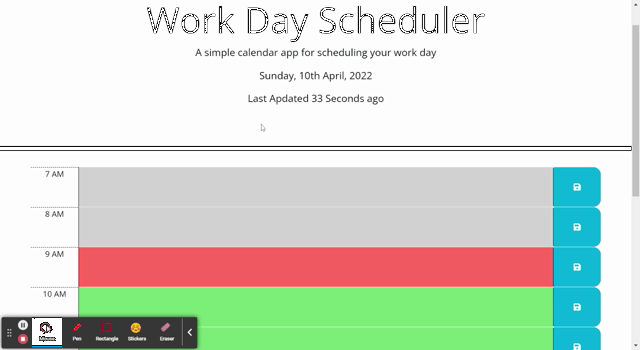 Work Day Scheduler
A simple calendar app for scheduling your work day
Sunday, 10th April, 2022
Last Apdated 33 Seconds ago
7 AM
8 AM
9 AM
10 AM
Pen
Rectangle
Stickers
Eraser